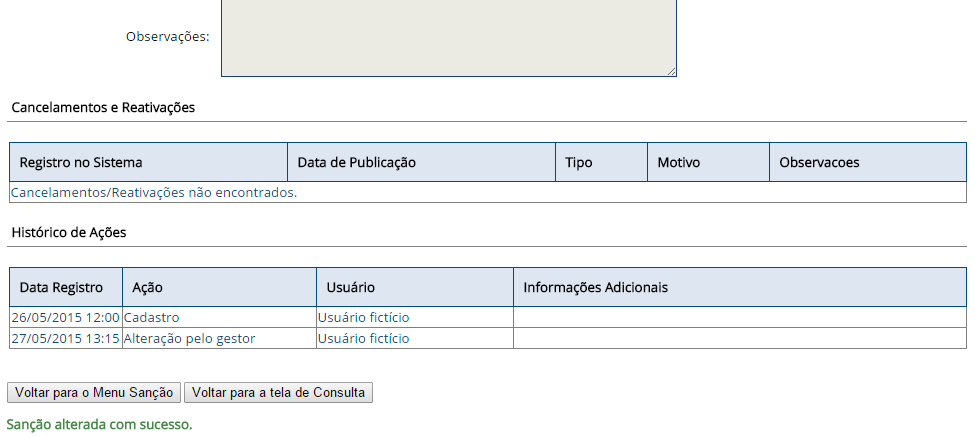 Observações:
Cancelamentos e Reativações
Registro no Sistema Data de Publicação Tipo Motivo Observacoes
Cancelamentos/Reativações não encontrados.
Histórico de Ações
Data Registro Ação Usuário Informações Adicionais
26/05/2015 12:00 Cadastro Usuário fictício
27/05/2015 13:15 Alteração pelo gestor Usuário fictício
Voltar para o Menu Sanção Voltar para a tela de Consulta
Sanção alterada com sucesso.